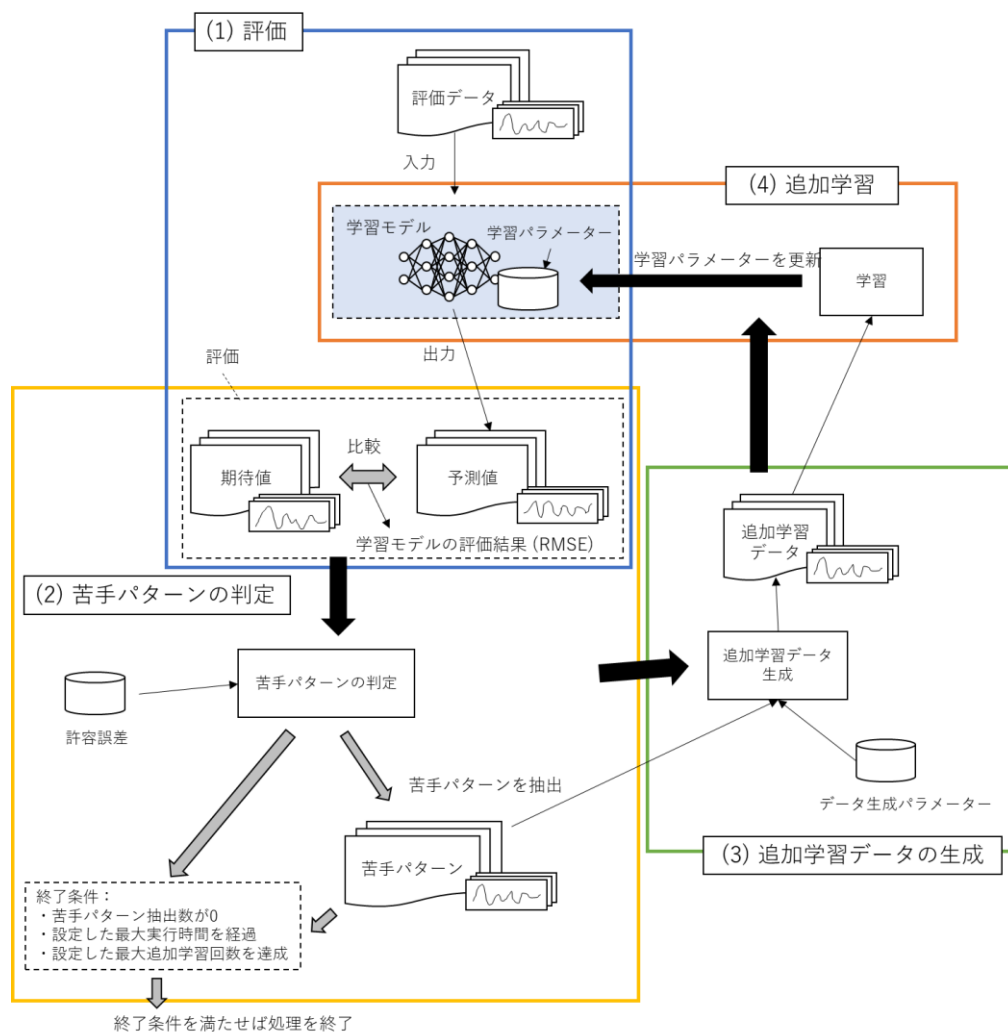 (1) 評価
評価データ
入力
(4) 追加学習
学習モデル
学習パラメーター
学習パラメーターを更新
学習
出力
評価
比較
期待値
予測値
学習モデルの評価結果 (RMSE)
追加学習
データ
(2) 苦手パターンの判定
苦手パターンの判定
追加学習データ
生成
許容誤差
苦手パターンを抽出
データ生成パラメーター
苦手パターン
(3) 追加学習データの生成
終了条件：
・苦手パターン抽出数が0
・設定した最大実行時間を経過
・設定した最大追加学習回数を達成
終了条件を満たせば処理を終了